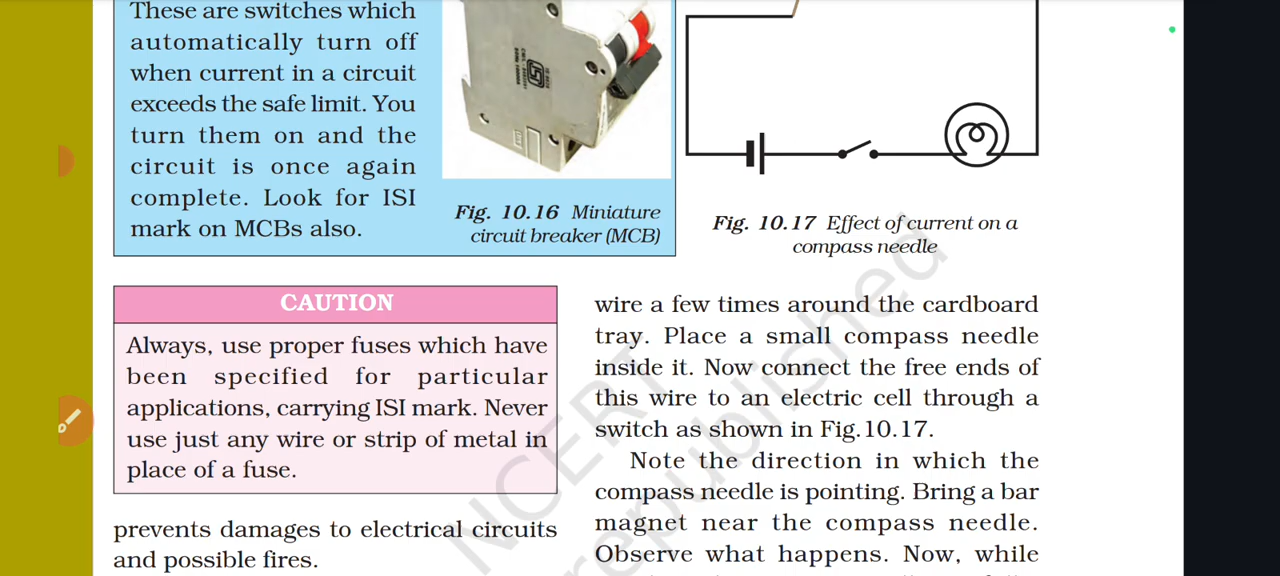 These are switches which
automatically turn off
when current in a circuit
exceeds the safe limit. You
turn them on and the
circuit is once again
complete. Look for ISI
mark on MCBs also.
Fig. 10.16 Miniature
circuit breaker (MCB)
Fig. 10.17 Effect of current on a
compass needle
CAUTION
Always, use proper fuses which have
been specified for particular
applications, carrying ISI mark. Never
use just any wire or strip of metal in
place of a fuse.
prevents damages to electrical circuits
and possible fires.
wire a few times around the cardboard
tray. Place a small compass needle
inside it. Now connect the free ends of
this wire to an electric cell through a
switch as shown in Fig.10.17.
Note the direction in which the
compass needle is pointing. Bring a bar
magnet near the compass needle.
Observe what happens. Now, while
NCERT
republished